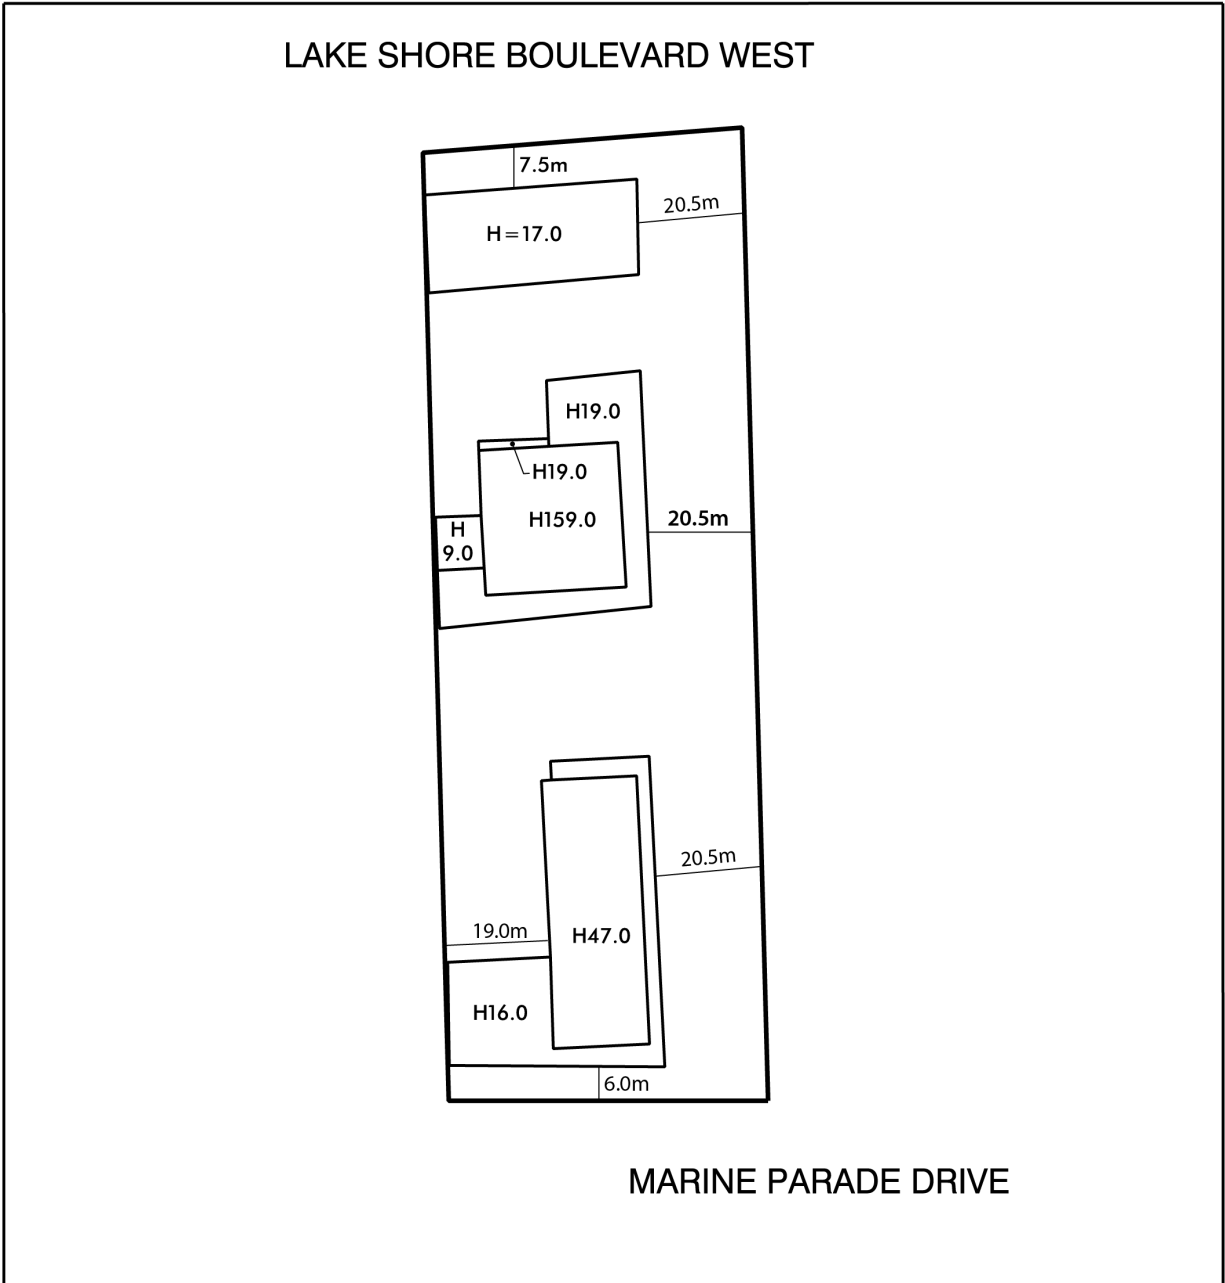 LAKE SHORE BOULEVARD WEST
7.5m
20.5m
H=17.0
H19.0
H19.0
H159.0
20.5m
H
9.0
20.5m
19.0m
H47.0
H16.0
6.0m
MARINE PARADE DRIVE